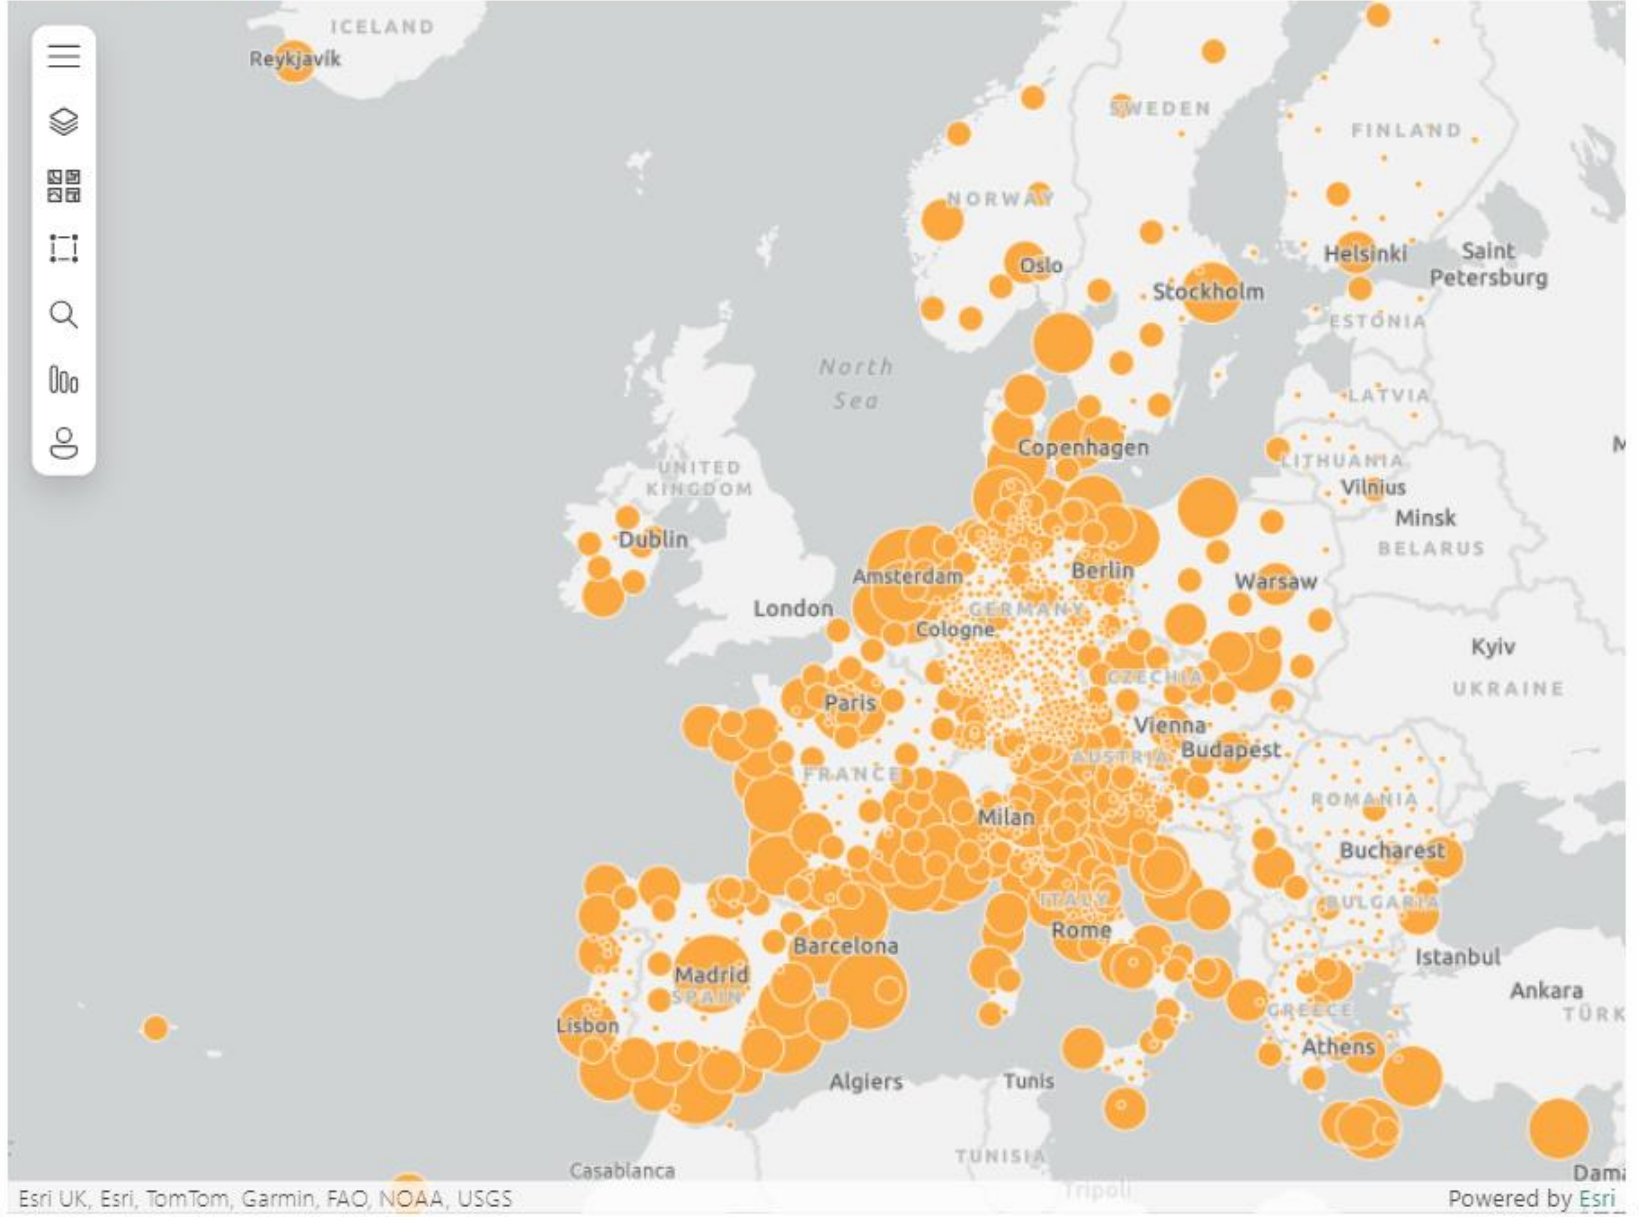 ICELAND
Reykjavík
SWEDEN
FINLAND
NORWAY
Oslo
Helsinki
Saint
Petersburg
Stockholm
ESTONIA
North
Sea
LATVIA
Copenhagen
LITHUANIA
UNITED
KINGDOM
Vilnius
Minsk
BELARUS
Dublin
Amsterdam
Berlin
Warsaw
London
GERMANY
Cologne
Kyiv
UKRAINE
CZECHIA
Paris
Vienna
Budapest
AUSTRIA
FRANCE
ROMANIA
Milan
Bucharest
ITALY
BULGARIA
Rome
Barcelona
Istanbul
Madrid
SPAIN
Ankara
TÜRK
GREECE
Lisbon
Athens
Algiers
Tunis
TUNISIA
Casablanca
Dama
Tripoli
Esri UK, Esri, TomTom, Garmin, FAO, NOAA, USGS
Powered by Esri